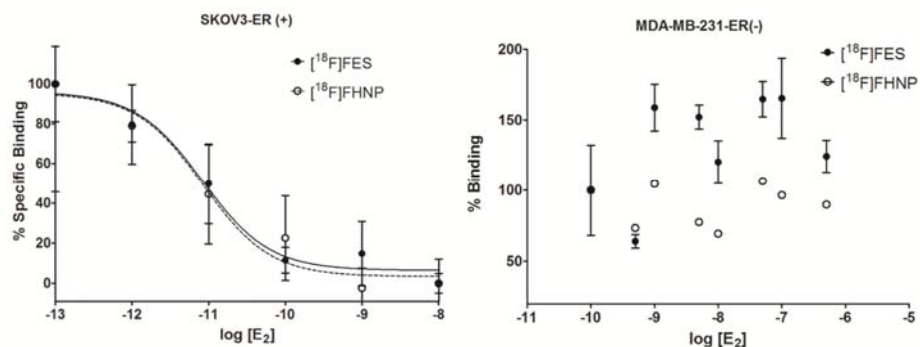 SKOV3-ER (+)
[18F]FES
[18F]FHNP
% Specific Binding
100
80
60
40
20
0
-13 -12 -11 -10 -9 -8
log [E2]
MDA-MB-231-ER(-)
[18F]FES
[18F]FHNP
% Binding
200
150
100
50
-11 -10 -9 -8 -7 -6 -5
log [E2]